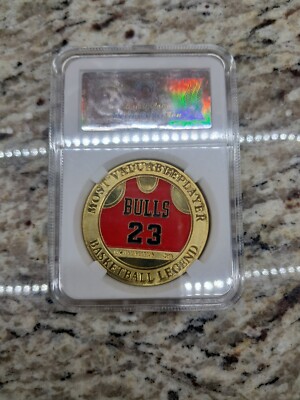 MOST VALUABLE PLAYER
BULLS
23
BASKETBALL LEGEND